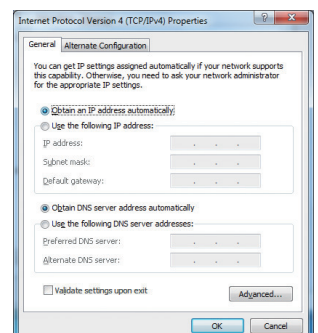 Internet Protocol Version 4 (TCP/IPv4) Properties
General
Alternate Configuration
You can get IP settings assigned automatically if your network supports
this capability. Otherwise, you need to ask your network administrator
for the appropriate IP settings.
Obtain an IP address automatically
Use the following IP address:
IP address:
Subnet mask:
Default gateway:
Obtain DNS server address automatically
Use the following DNS server addresses:
Preferred DNS server:
Alternate DNS server:
Validate settings upon exit
Advanced...
OK
Cancel